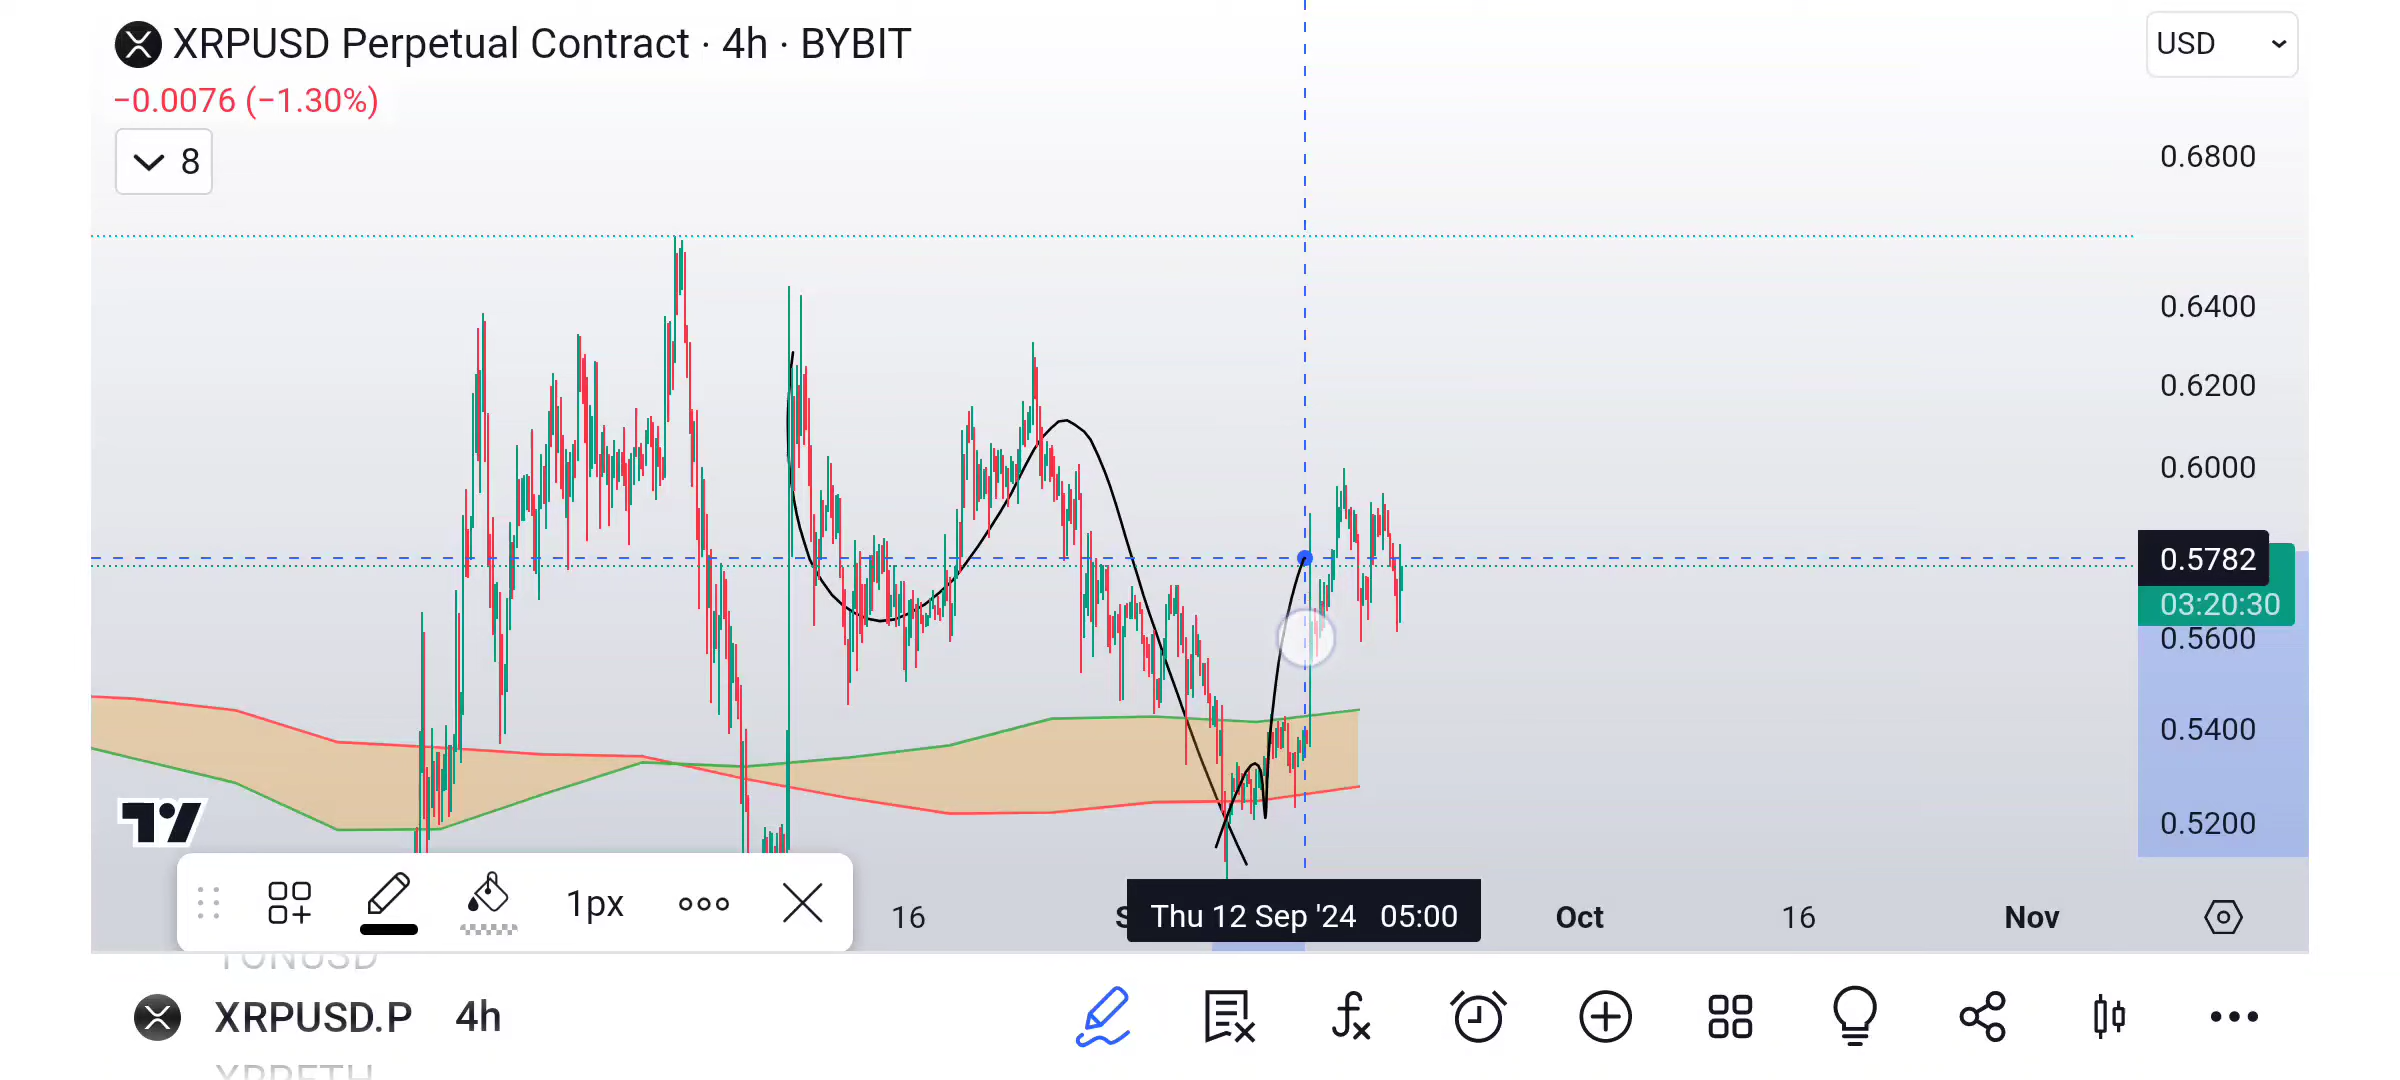 XRPUSD Perpetual Contract · 4h · BYBIT
USD
−0.0076 (−1.30%)
8
0.6800
0.6400
0.6200
0.6000
0.5782
03:20:30
0.5600
0.5400
0.5200
1px
16
Thu 12 Sep '24 05:00
Oct
16
Nov
TONUSD
XRPUSD.P 4h
XRPETH